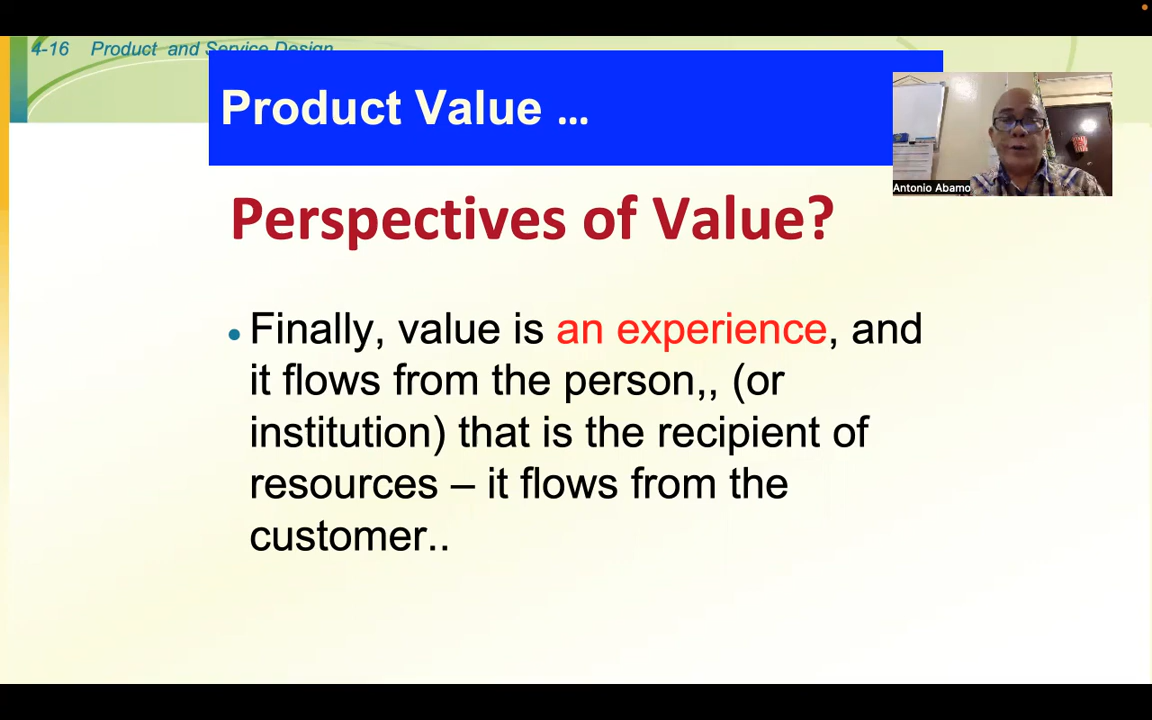 4-16 Product and Service Design
Product Value ...
Antonio Abamo
Perspectives of Value?
• Finally, value is an experience, and
it flows from the person,, (or
institution) that is the recipient of
resources – it flows from the
customer..